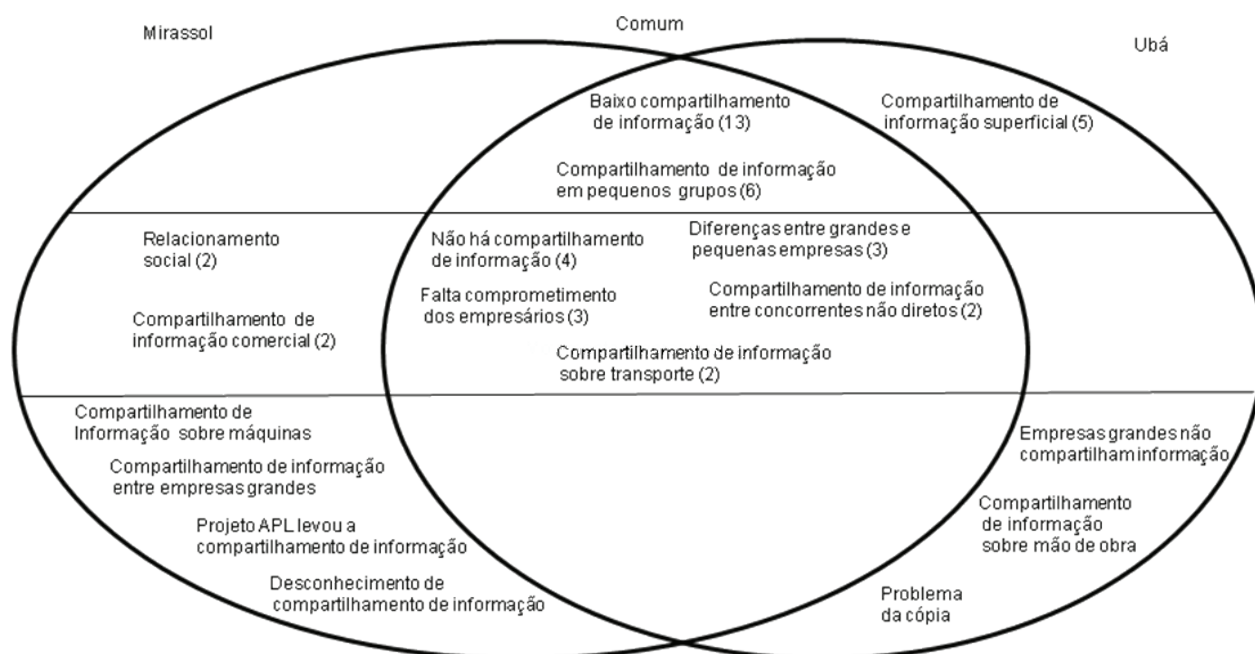 Mirassol
Comum
Ubá
Baixo compartilhamento
de informação (13)
Compartilhamento de
informação superficial (5)
Compartilhamento de informação
em pequenos grupos (6)
Relacionamento
social (2)
Não há compartilhamento
de informação (4)
Diferenças entre grandes e
pequenas empresas (3)
Compartilhamento de
informação comercial (2)
Falta comprometimento
dos empresários (3)
Compartilhamento de informação
entre concorrentes não diretos (2)
Compartilhamento de informação
sobre transporte (2)
Compartilhamento de
Informação sobre máquinas
Compartilhamento de informação
entre empresas grandes
Projeto APL levou a
compartilhamento de informação
Desconhecimento de
compartilhamento de informação
Empresas grandes não
compartilham informação
Compartilhamento
de informação
sobre mão de obra
Problema
da cópia